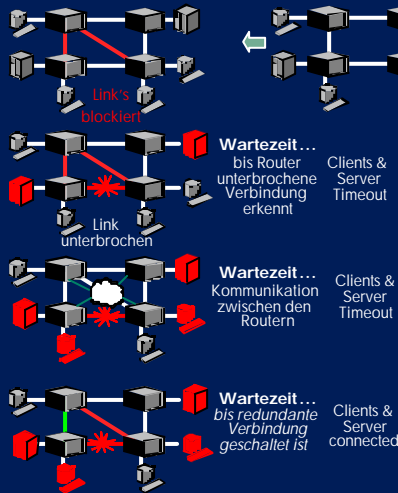 Link's
blockiert
Wartezeit...
bis Router
unterbrochene
Verbindung
erkennt
Clients &
Server
Timeout
Link
unterbrochen
Wartezeit...
Kommunikation
zwischen den
Routern
Clients &
Server
Timeout
Wartezeit...
bis redundante
Verbindung
geschaltet ist
Clients &
Server
connected